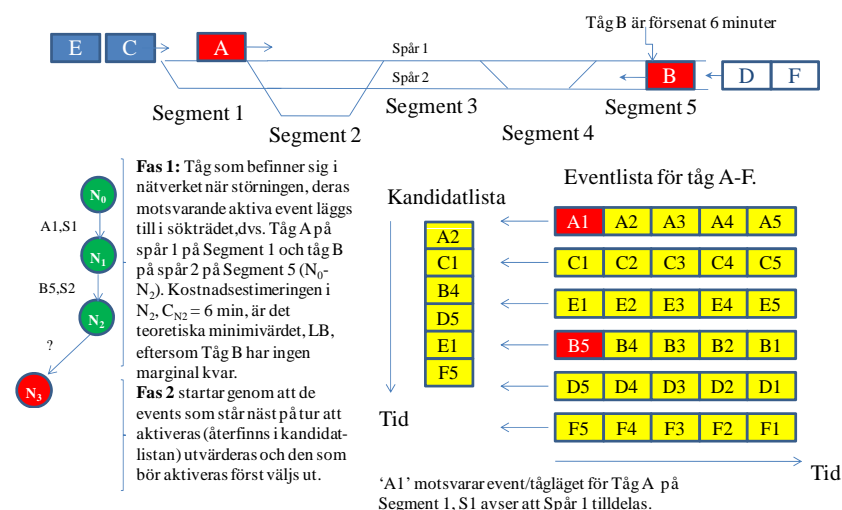 Tåg B är försenat 6 minuter
E C A Spår 1
Spår 2 B D F
Segment 1 Segment 3 Segment 5
Segment 2 Segment 4
Fas 1: Tåg som befinner sig i
nätverket när störningen, deras
motsvarande aktiva event läggs
till i sökträdet,dvs. Tåg A på
spår 1 på Segment 1 och tåg B
på spår 2 på Segment 5 (N0-
N2). Kostnadsestimeringen i
N2, CN2 = 6 min, är det
teoretiska minimivärdet, LB,
eftersom Tåg B har ingen
marginal kvar.
Fas 2 startar genom att de
events som står näst på tur att
aktiveras (återfinns i kandidat-
listan) utvärderas och den som
bör aktiveras först väljs ut.
N0
A1,S1
N1
B5,S2
N2
?
N3
Kandidatlista
A2
C1
B4
D5
E1
F5
Tid
Eventlista för tåg A-F.
A1 A2 A3 A4 A5
C1 C2 C3 C4 C5
E1 E2 E3 E4 E5
B5 B4 B3 B2 B1
D5 D4 D3 D2 D1
F5 F4 F3 F2 F1
Tid
'A1' motsvarar event/tågläget för Tåg A på
Segment 1, S1 avser att Spår 1 tilldelas.